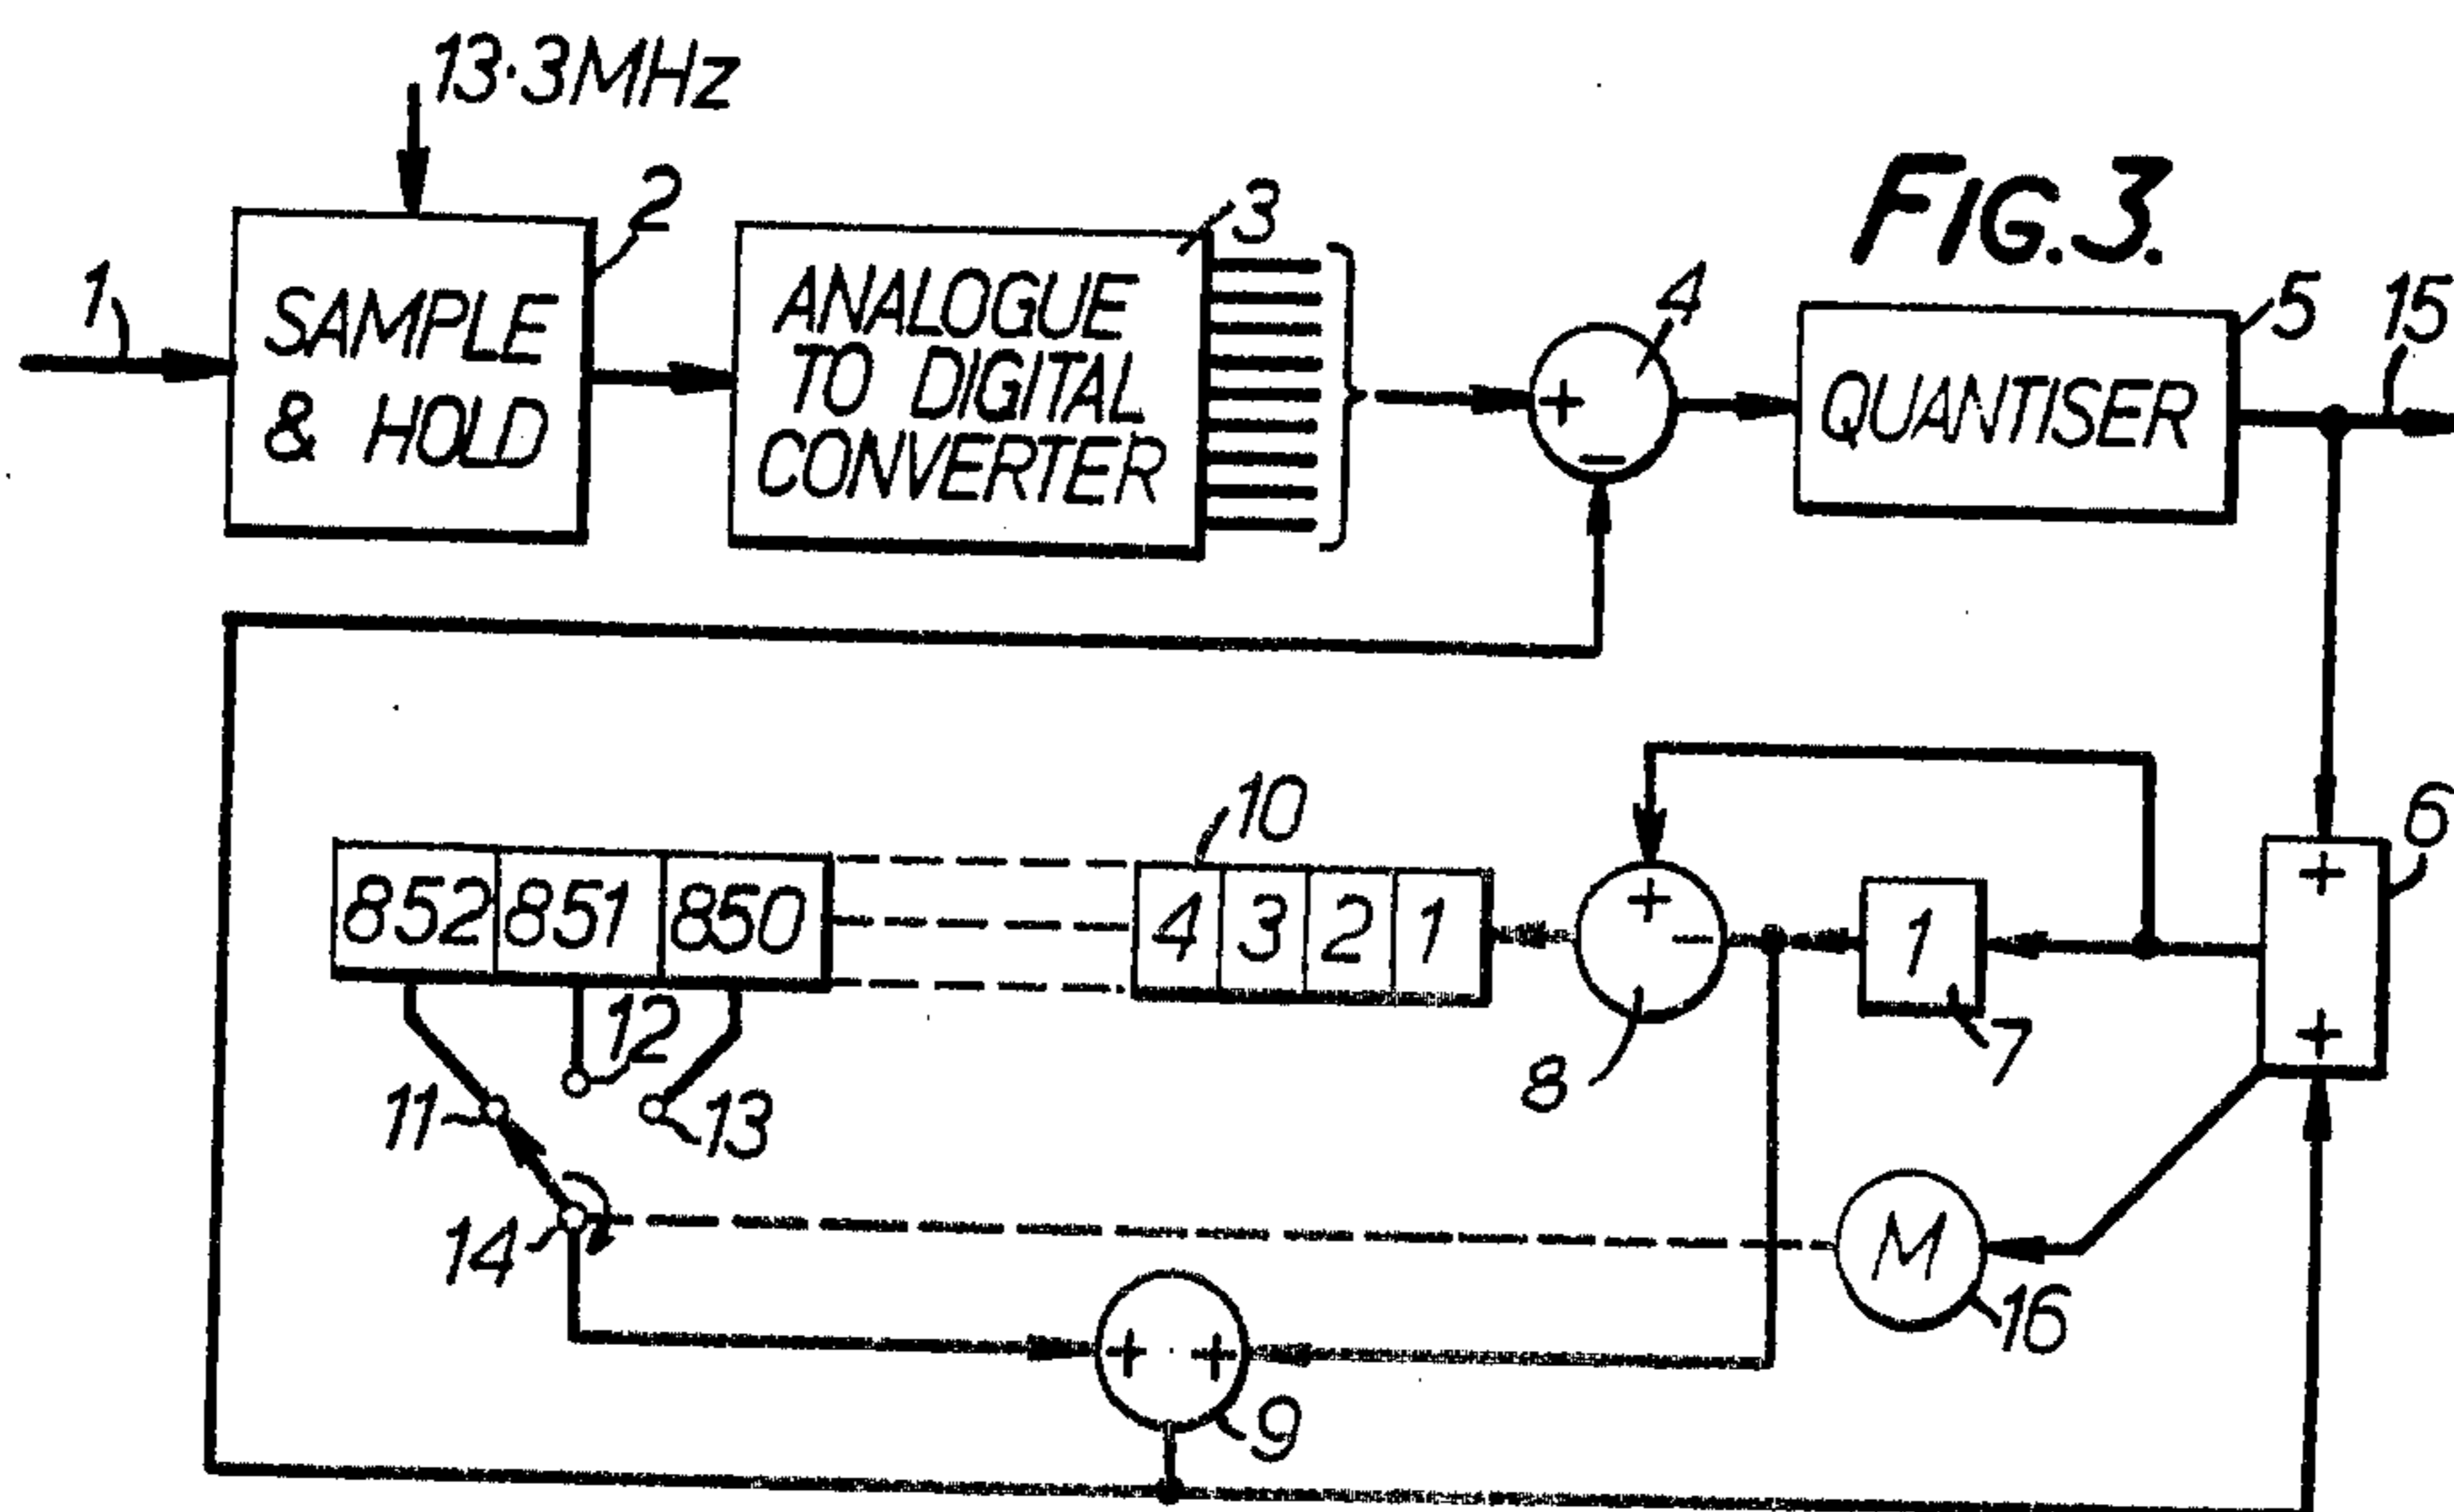 13·3MHz
FIG.3.
1
2
3
4
5
15
SAMPLE
& HOLD
ANALOGUE
TO DIGITAL
CONVERTER
+
−
QUANTISER
10
6
852 851 850
4 3 2 1
+
−
1
+
+
12
11
13
8
7
14
M
16
+ +
9